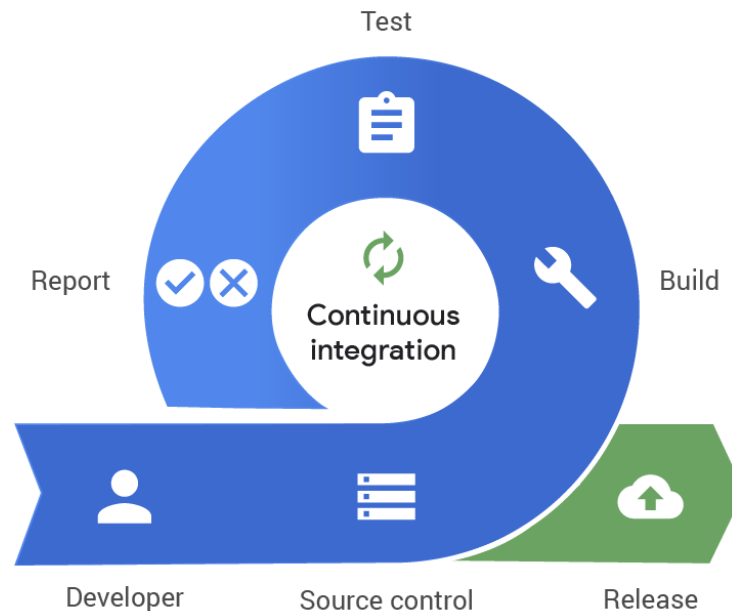 Test
Report
Build
Continuous
integration
Developer
Source control
Release